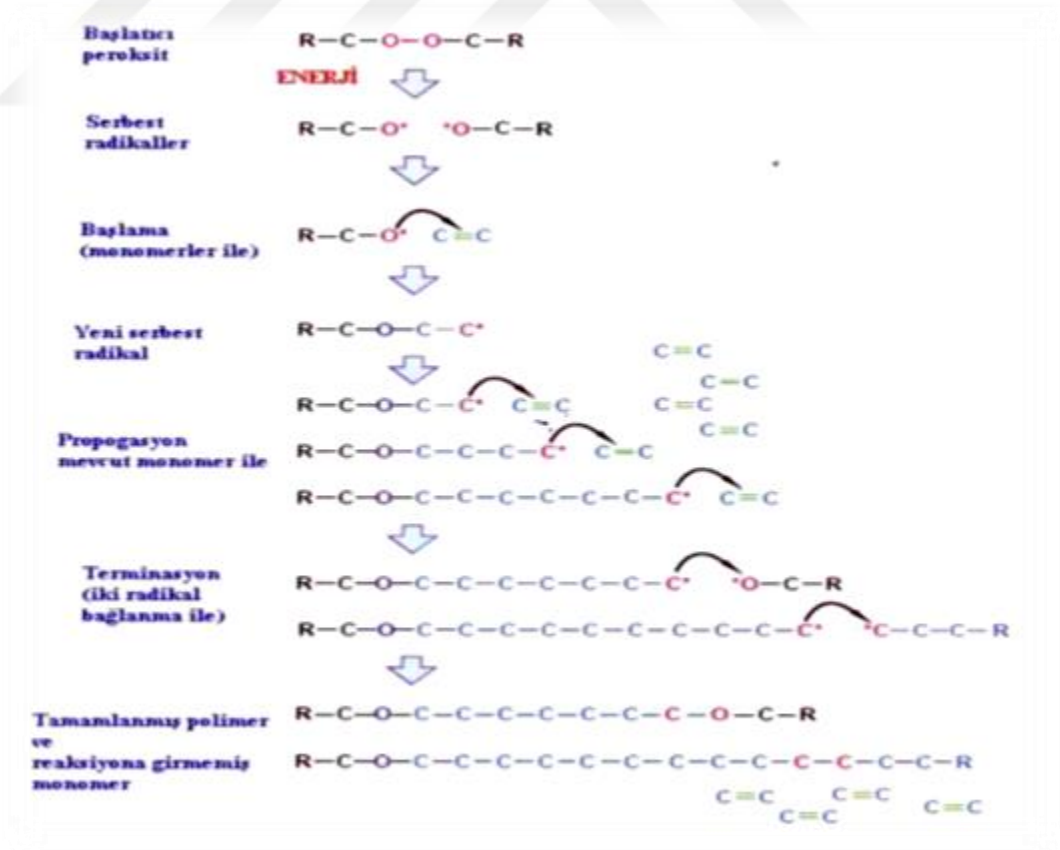 Başlatıcı
peroksit
R−C−O−O−C−R
ENERJİ
Serbest
radikaller
R−C−O• •O−C−R
Başlama
(monomerler ile)
R−C−O• C=C
Yeni serbest
radikal
R−C−O−C−C•
C=C
C=C
C=C
C=C
Propogasyon
mevcut monomer ile
R−C−O−C−C• C=C
R−C−O−C−C−C−C• C=C
R−C−O−C−C−C−C−C−C−C• C=C
Terminasyon
(iki radikal
bağlanma ile)
R−C−O−C−C−C−C−C−C−C• •O−C−R
R−C−O−C−C−C−C−C−C−C−C−C−C• •C−C−C−R
Tamamlanmış polimer
ve
reaksiyona girmemiş
monomer
R−C−O−C−C−C−C−C−C−C−O−C−R
R−C−O−C−C−C−C−C−C−C−C−C−C−C−C−C−R
C=C C=C C=C
C=C